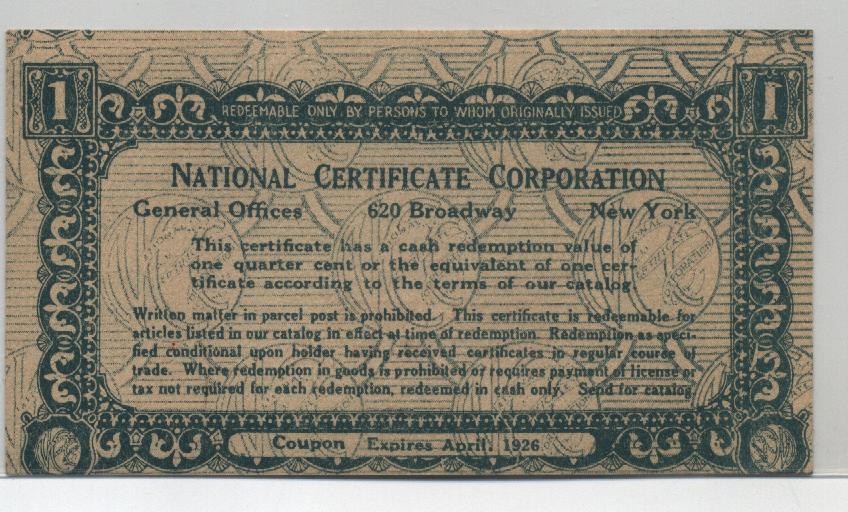 1 REDEEMABLE ONLY BY PERSONS TO WHOM ORIGINALLY ISSUED 1
NATIONAL CERTIFICATE CORPORATION
General Offices 620 Broadway New York
This certificate has a cash redemption value of
one quarter cent or the equivalent of one cer-
tificate according to the terms of our catalog
Written matter in parcel post is prohibited. This certificate is redeemable for
articles listed in our catalog in effect at time of redemption. Redemption as speci-
fied conditional upon holder having received certificates in regular course of
trade. Where redemption in goods is prohibited or requires payment of license or
tax not required for each redemption, redeemed in cash only. Send for catalog
Coupon Expires April, 1926